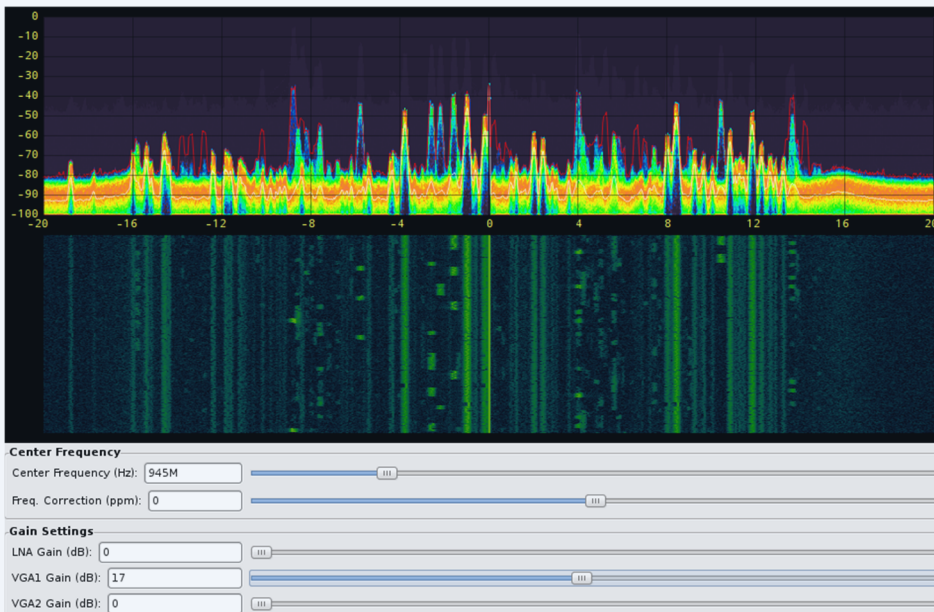 0
-10
-20
-30
-40
-50
-60
-70
-80
-90
-100
-20 -16 -12 -8 -4 0 4 8 12 16 20
Center Frequency
Center Frequency (Hz): 945M
Freq. Correction (ppm): 0
Gain Settings
LNA Gain (dB): 0
VGA1 Gain (dB): 17
VGA2 Gain (dB): 0